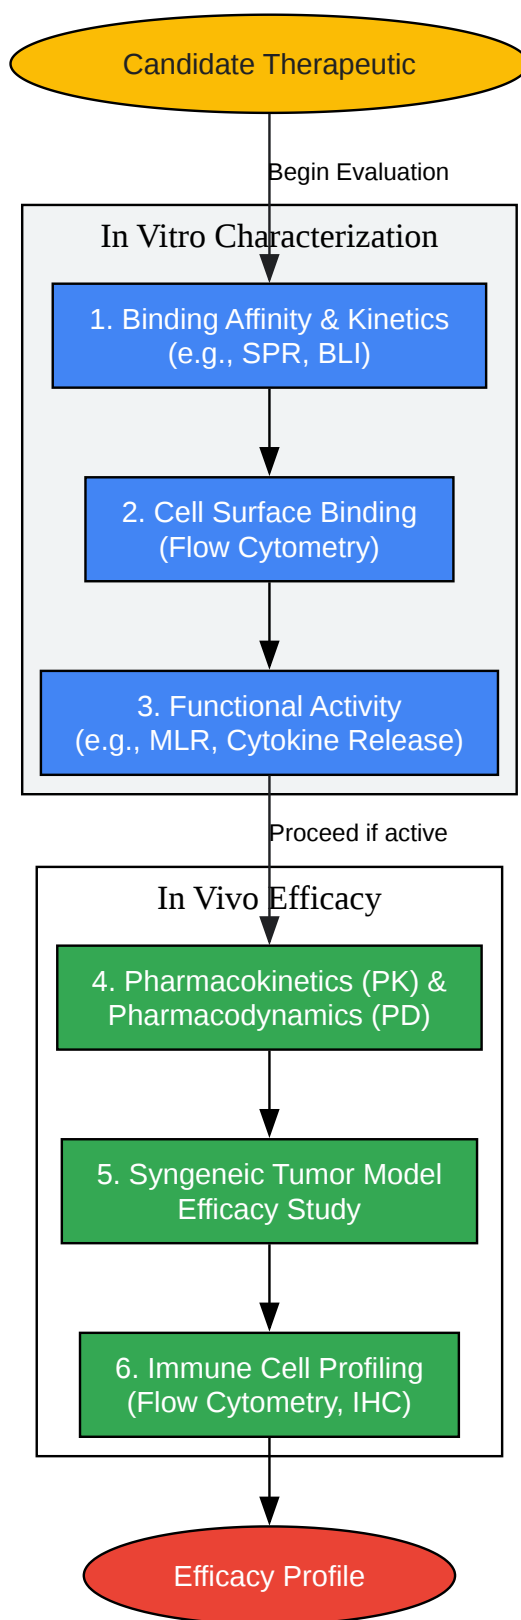 Candidate Therapeutic
Begin Evaluation
In Vitro Characterization
1. Binding Affinity & Kinetics
(e.g., SPR, BLI)
2. Cell Surface Binding
(Flow Cytometry)
3. Functional Activity
(e.g., MLR, Cytokine Release)
Proceed if active
In Vivo Efficacy
4. Pharmacokinetics (PK) &
Pharmacodynamics (PD)
5. Syngeneic Tumor Model
Efficacy Study
6. Immune Cell Profiling
(Flow Cytometry, IHC)
Efficacy Profile